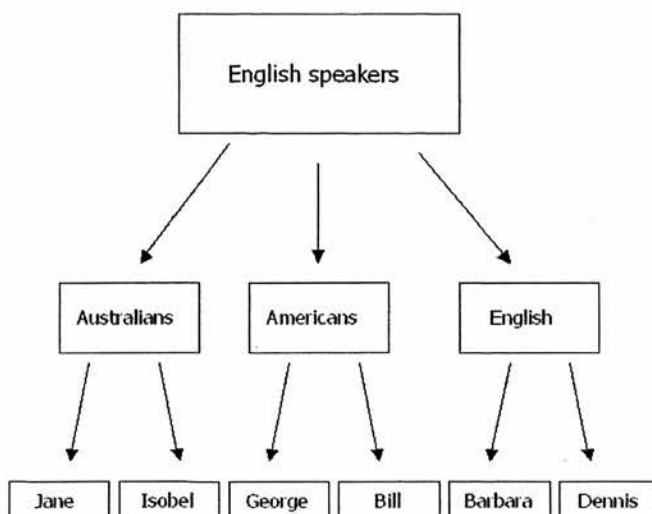 English speakers
Australians Americans English
Jane Isobel George Bill Barbara Dennis